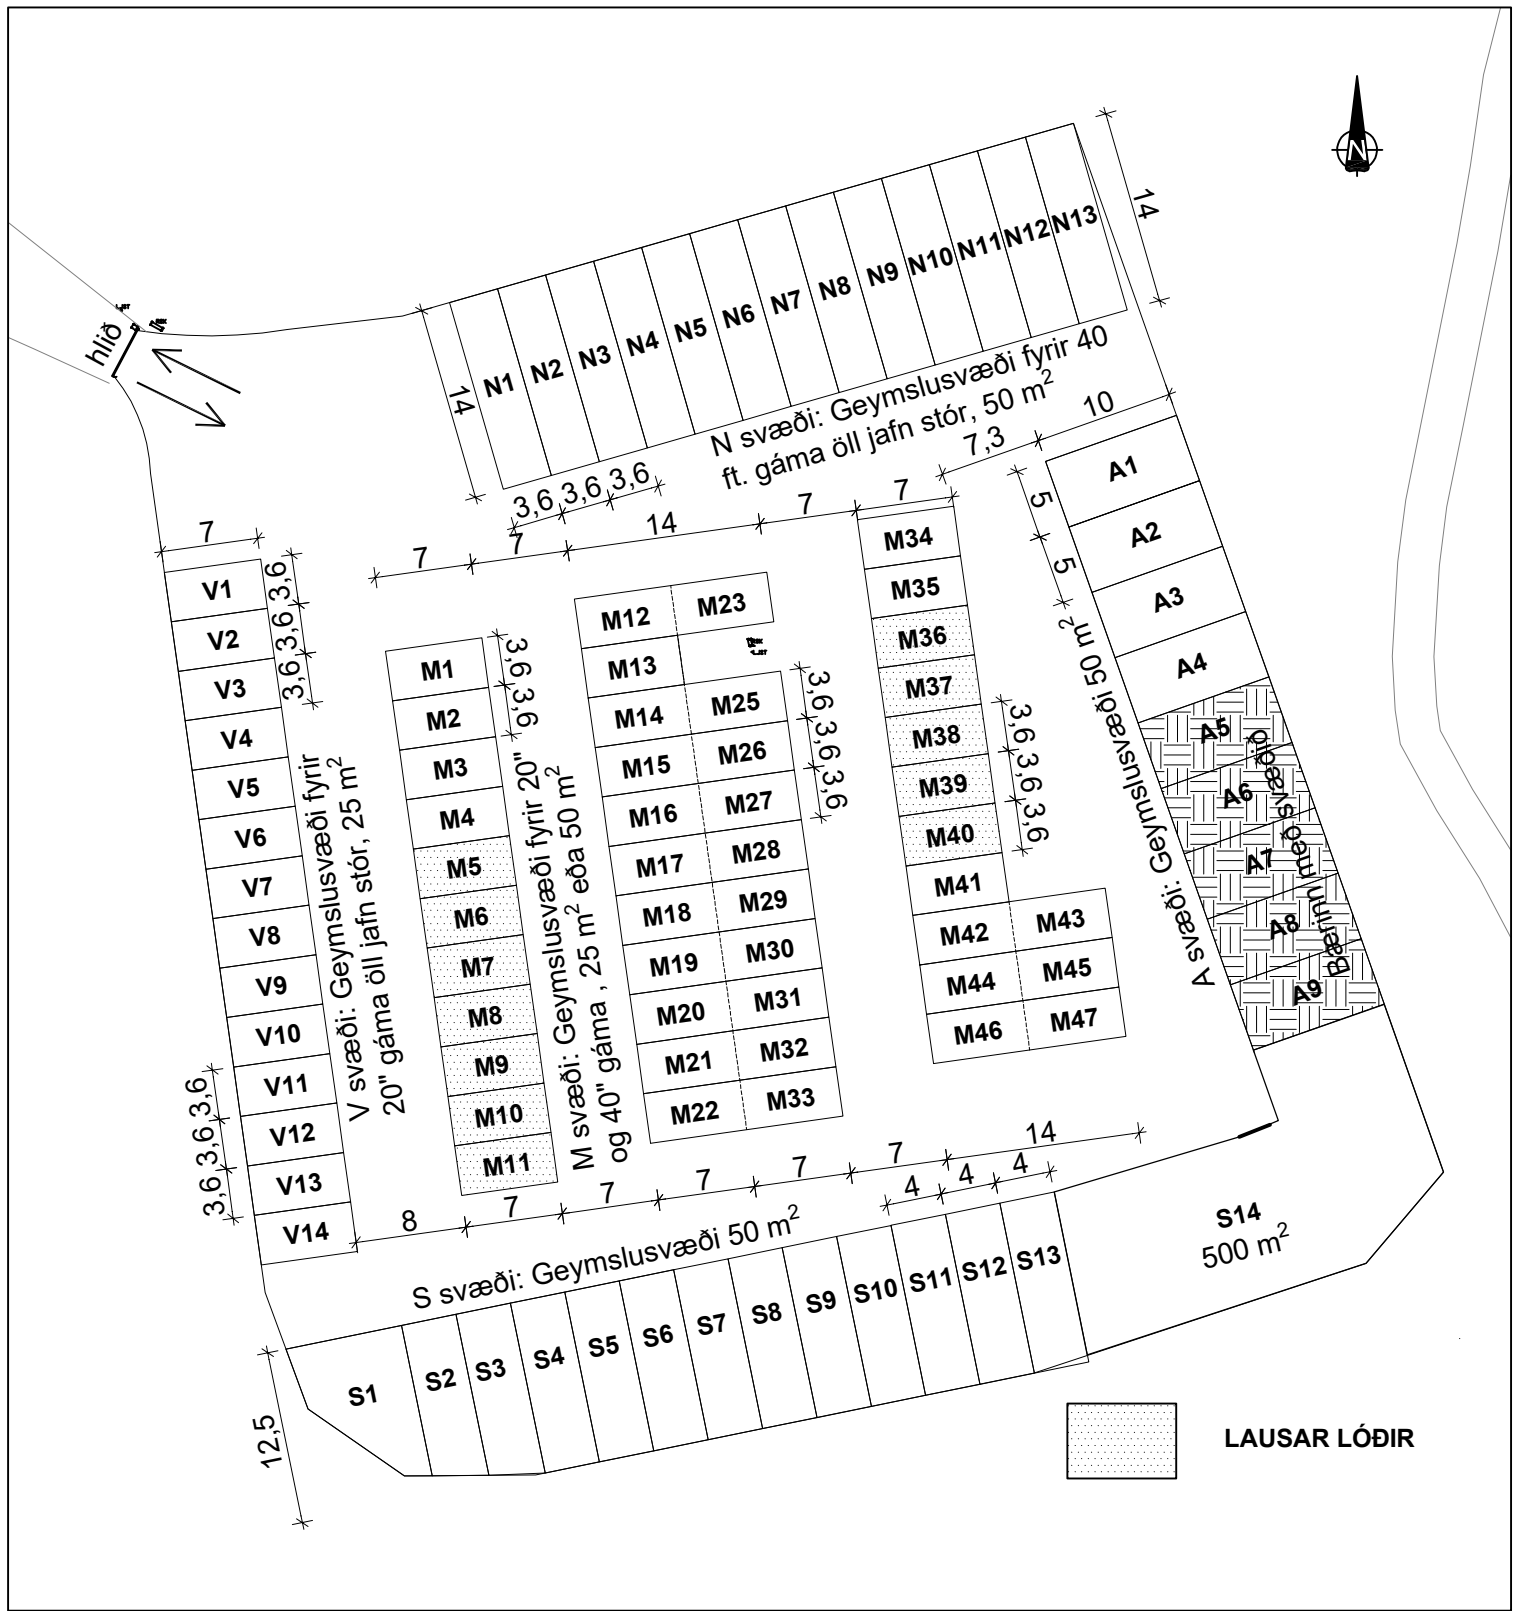 N
hlið
14
N1
N2
N3
N4
N5
N6
N7
N8
N9
N10
N11
N12
N13
14
N svæði: Geymslusvæði fyrir 40
ft. gáma öll jafn stór, 50 m²
3,6 3,6 3,6
7
7
7
14
7
7
7,3
10
5
5
V1
V2
V3
V4
V5
V6
V7
V8
V9
V10
V11
V12
V13
V14
3,6 3,6 3,6
3,6 3,6 3,6
V svæði: Geymslusvæði fyrir
20" gáma öll jafn stór, 25 m²
M1
M2
M3
M4
M5
M6
M7
M8
M9
M10
M11
3,6 3,6
M svæði: Geymslusvæði fyrir 20"
og 40" gáma , 25 m² eða 50 m²
M12
M23
M13
M14
M25
M15
M26
M16
M27
M17
M28
M18
M29
M19
M30
M20
M31
M21
M32
M22
M33
3,6 3,6 3,6
M34
M35
M36
M37
M38
M39
M40
M41
M42
M43
M44
M45
M46
M47
3,6 3,6 3,6
A svæði: Geymslusvæði 50 m²
A1
A2
A3
A4
A5
A6
A7
A8
A9
Bærinn með svæðið
8
7
7
7
7
7
14
4
4
4
S svæði: Geymslusvæði 50 m²
S1
S2
S3
S4
S5
S6
S7
S8
S9
S10
S11
S12
S13
S14
500 m²
12,5
LAUSAR LÓÐIR